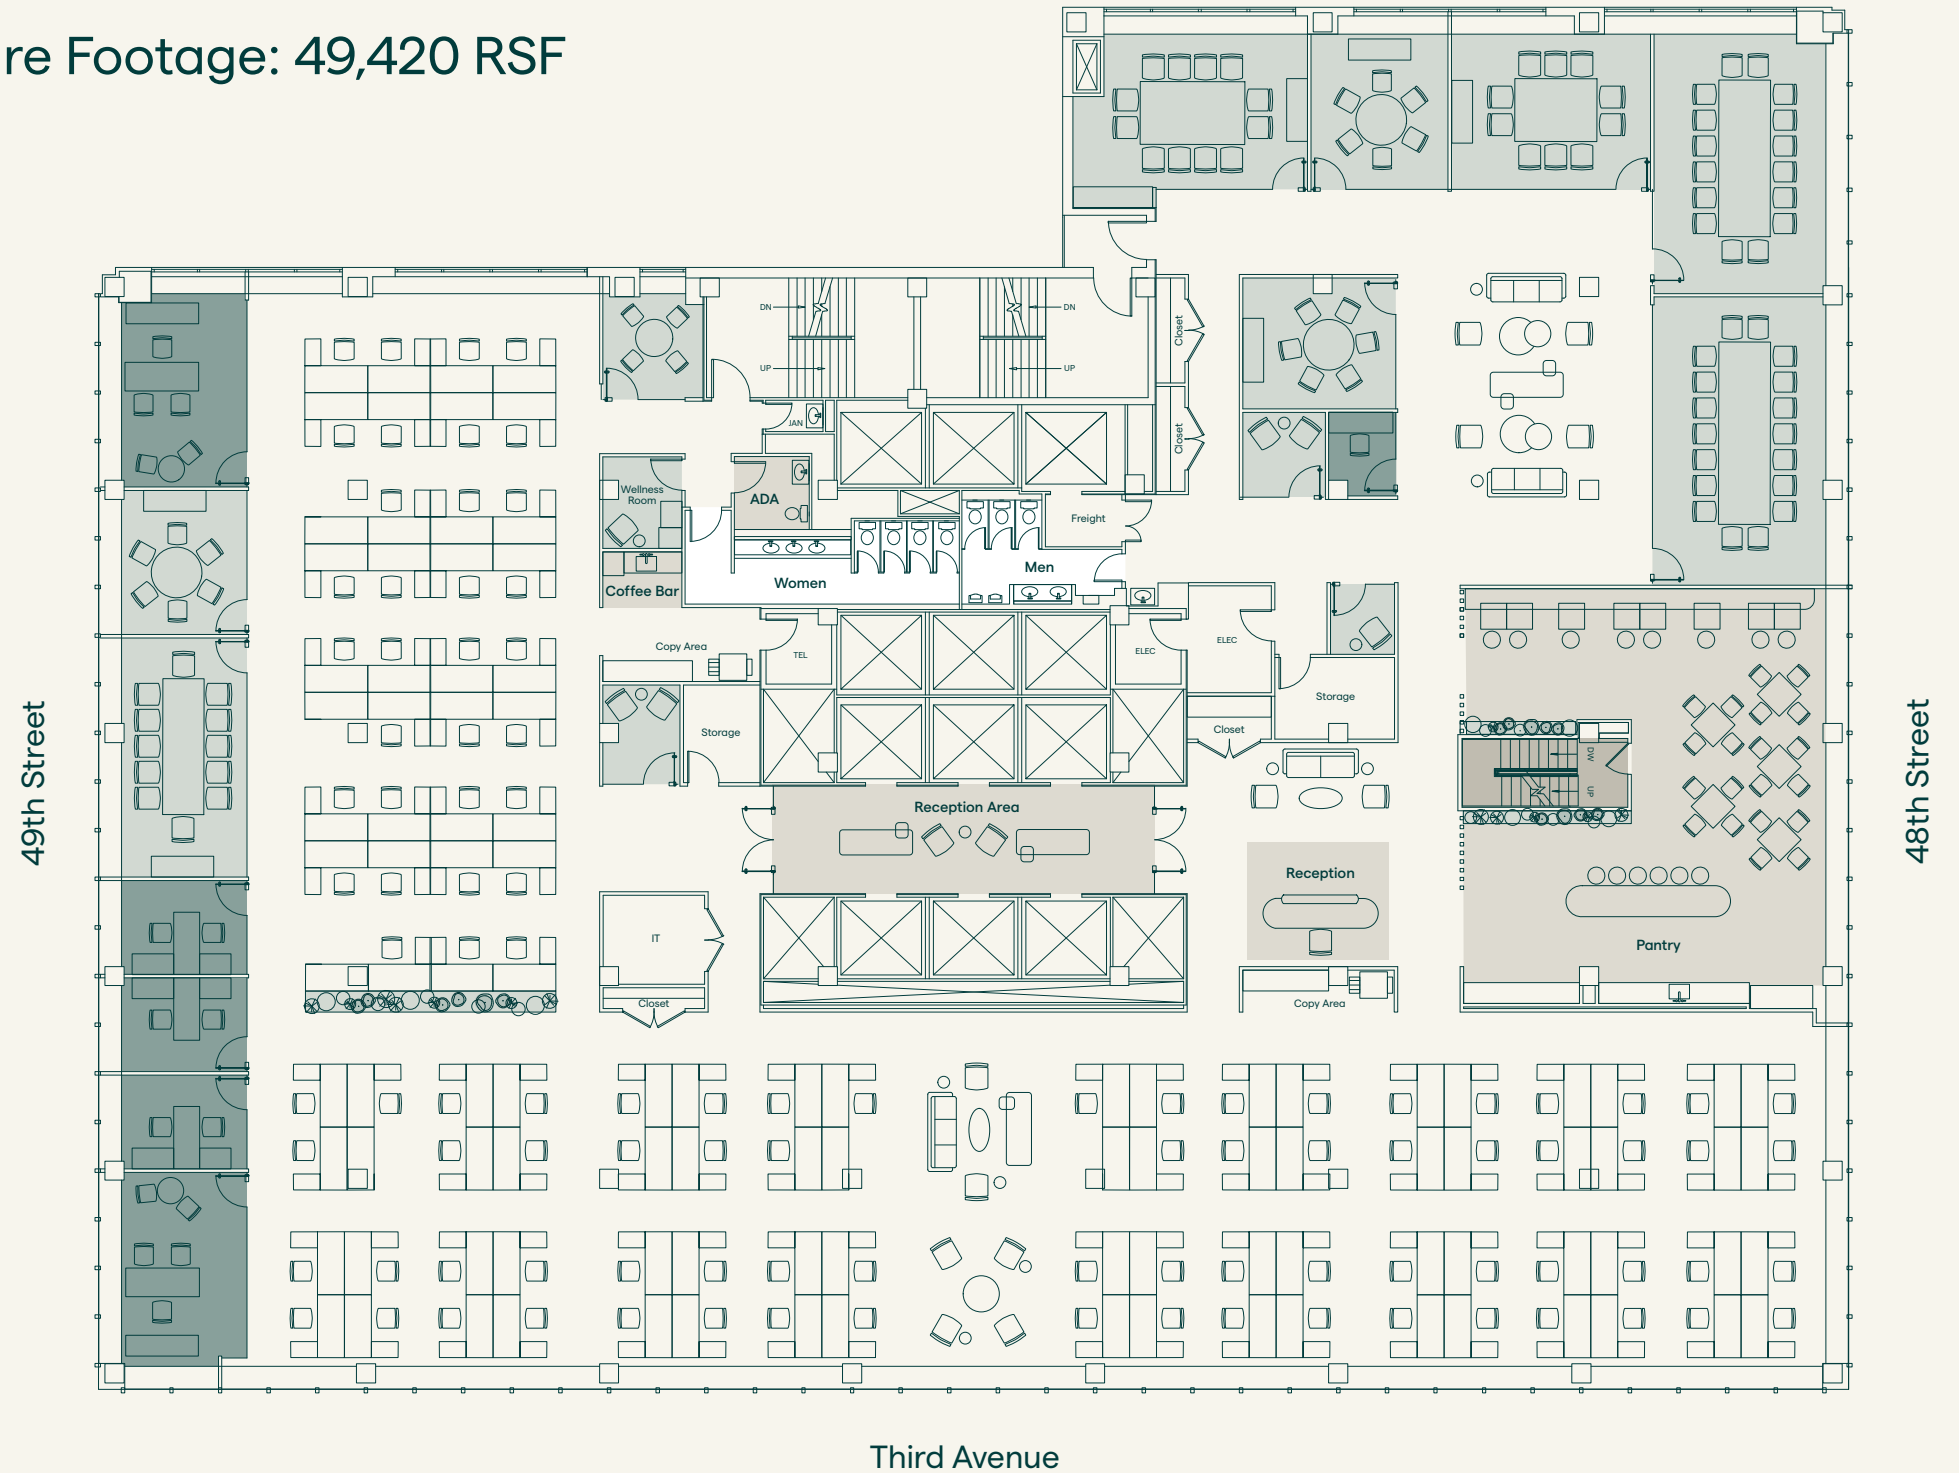 re Footage: 49,420 RSF
DN
DN
UP
UP
Closet
Closet
JAN
Wellness
Room
ADA
Freight
Coffee Bar
Women
Men
Copy Area
TEL
ELEC
ELEC
Storage
Storage
Closet
DW
UP
49th Street
48th Street
Reception Area
Reception
IT
Pantry
Closet
Copy Area
Third Avenue